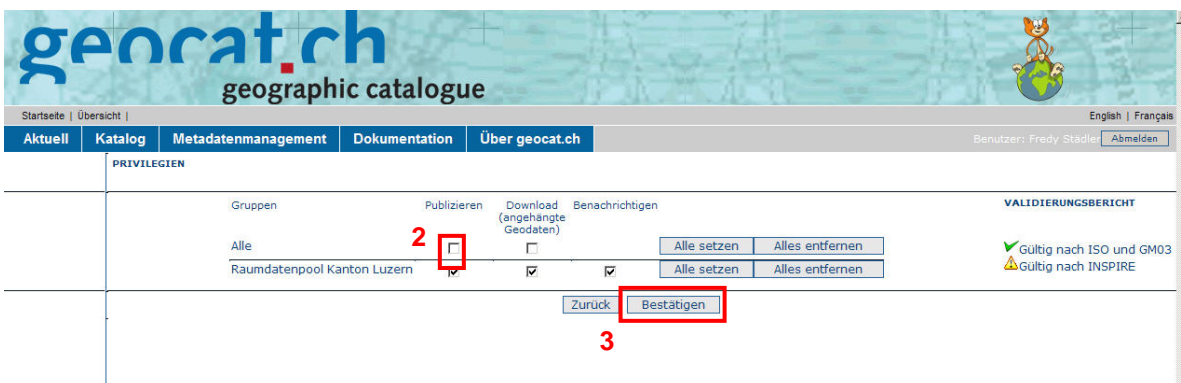 geocat.ch
geographic catalogue
Startseite | Übersicht |
English | Français
Aktuell Katalog Metadatenmanagement Dokumentation Über geocat.ch
Benutzer: Fredy Städler Abmelden
PRIVILEGIEN
Gruppen Publizieren Download (angehängte Geodaten) Benachrichtigen
VALIDIERUNGSBERICHT
2
Alle Alle setzen Alles entfernen
Gültig nach ISO und GM03
Raumdatenpool Kanton Luzern Alle setzen Alles entfernen
Gültig nach INSPIRE
Zurück Bestätigen
3